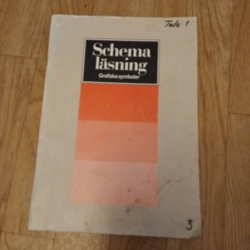 Tele 1
Schema
läsning
Grafiska symboler
3